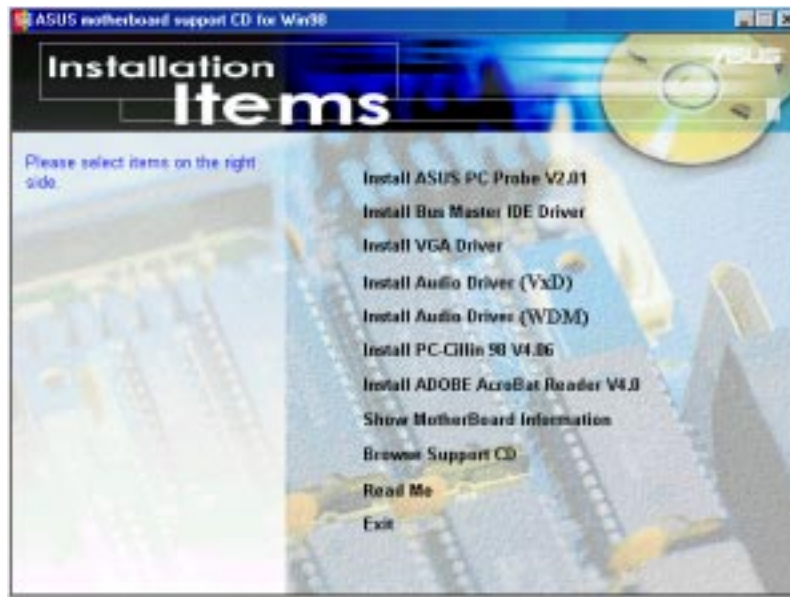 ASUS motherboard support CD for Win98
Installation
Items
ASUS
Please select items on the right
side.
Install ASUS PC Probe V2.01
Install Bus Master IDE Driver
Install VGA Driver
Install Audio Driver (VxD)
Install Audio Driver (WDM)
Install PC-Cillin 98 V4.06
Install ADOBE AcroBat Reader V4.0
Show MotherBoard Information
Browse Support CD
Read Me
Exit